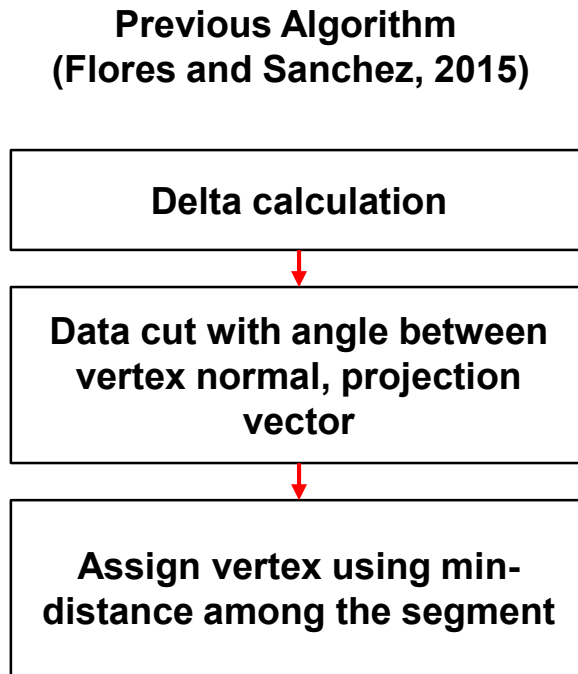 Previous Algorithm
(Flores and Sanchez, 2015)
Delta calculation
Data cut with angle between
vertex normal, projection
vector
Assign vertex using min-
distance among the segment